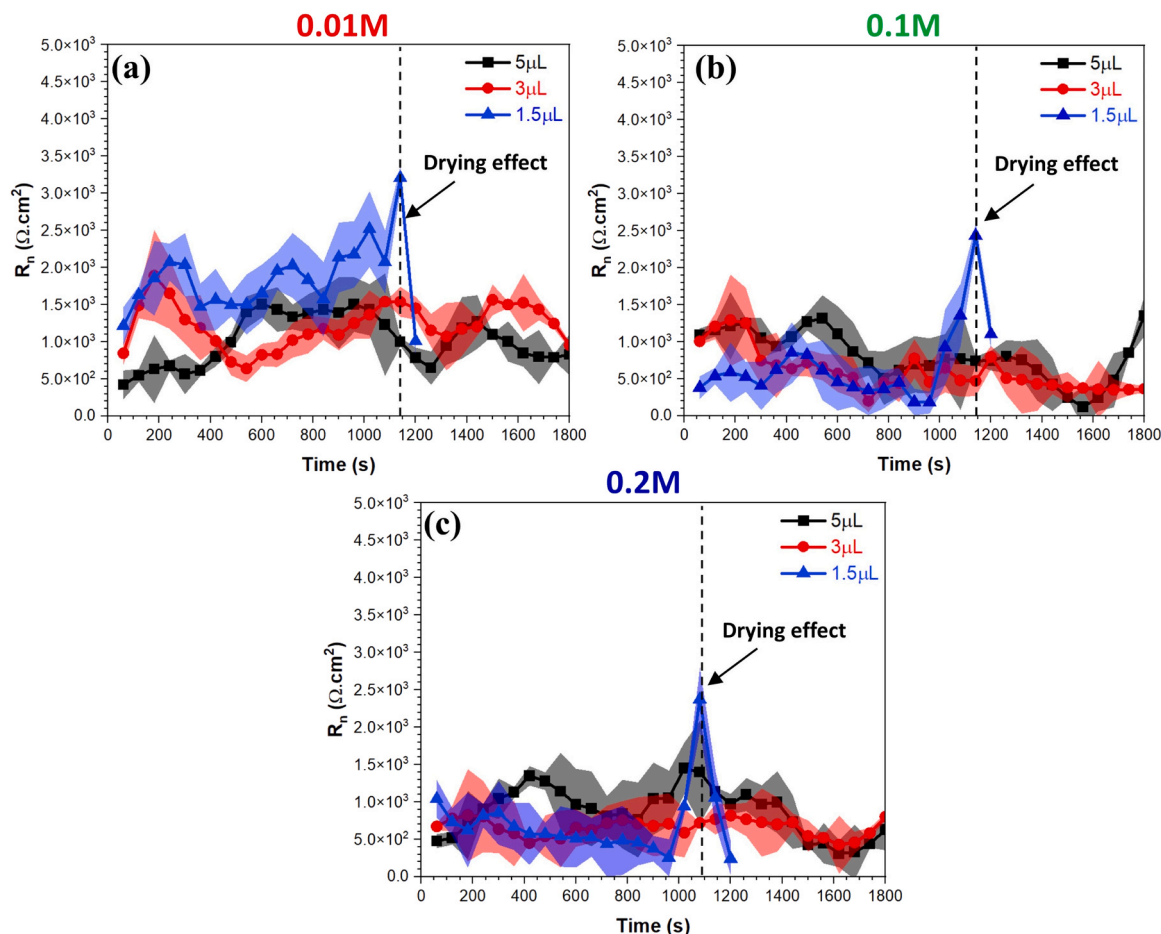 0.01M
(a)
5μL
3μL
1.5μL
Drying effect
5.0×10³
4.5×10³
4.0×10³
3.5×10³
3.0×10³
2.5×10³
2.0×10³
1.5×10³
1.0×10³
5.0×10²
0.0
Rn (Ω.cm²)
0 200 400 600 800 1000 1200 1400 1600 1800
Time (s)
0.1M
(b)
5μL
3μL
1.5μL
Drying effect
5.0×10³
4.5×10³
4.0×10³
3.5×10³
3.0×10³
2.5×10³
2.0×10³
1.5×10³
1.0×10³
5.0×10²
0.0
Rn (Ω.cm²)
0 200 400 600 800 1000 1200 1400 1600 1800
Time (s)
0.2M
(c)
5μL
3μL
1.5μL
Drying effect
5.0×10³
4.5×10³
4.0×10³
3.5×10³
3.0×10³
2.5×10³
2.0×10³
1.5×10³
1.0×10³
5.0×10²
0.0
Rn (Ω.cm²)
0 200 400 600 800 1000 1200 1400 1600 1800
Time (s)